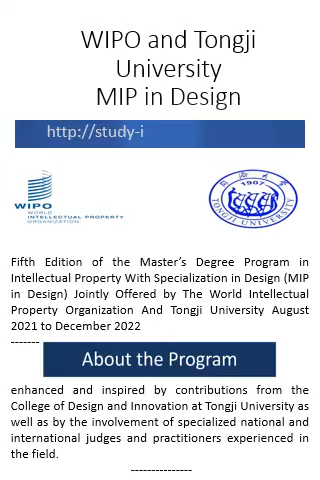 WIPO and Tongji
University
MIP in Design
http://study-i
WIPO
WORLD
INTELLECTUAL PROPERTY
ORGANIZATION
1907
TONGJI UNIVERSITY
Fifth Edition of the Master’s Degree Program in
Intellectual Property With Specialization in Design (MIP
in Design) Jointly Offered by The World Intellectual
Property Organization And Tongji University August
2021 to December 2022
-------
About the Program
enhanced and inspired by contributions from the
College of Design and Innovation at Tongji University as
well as by the involvement of specialized national and
international judges and practitioners experienced in
the field.
---------------